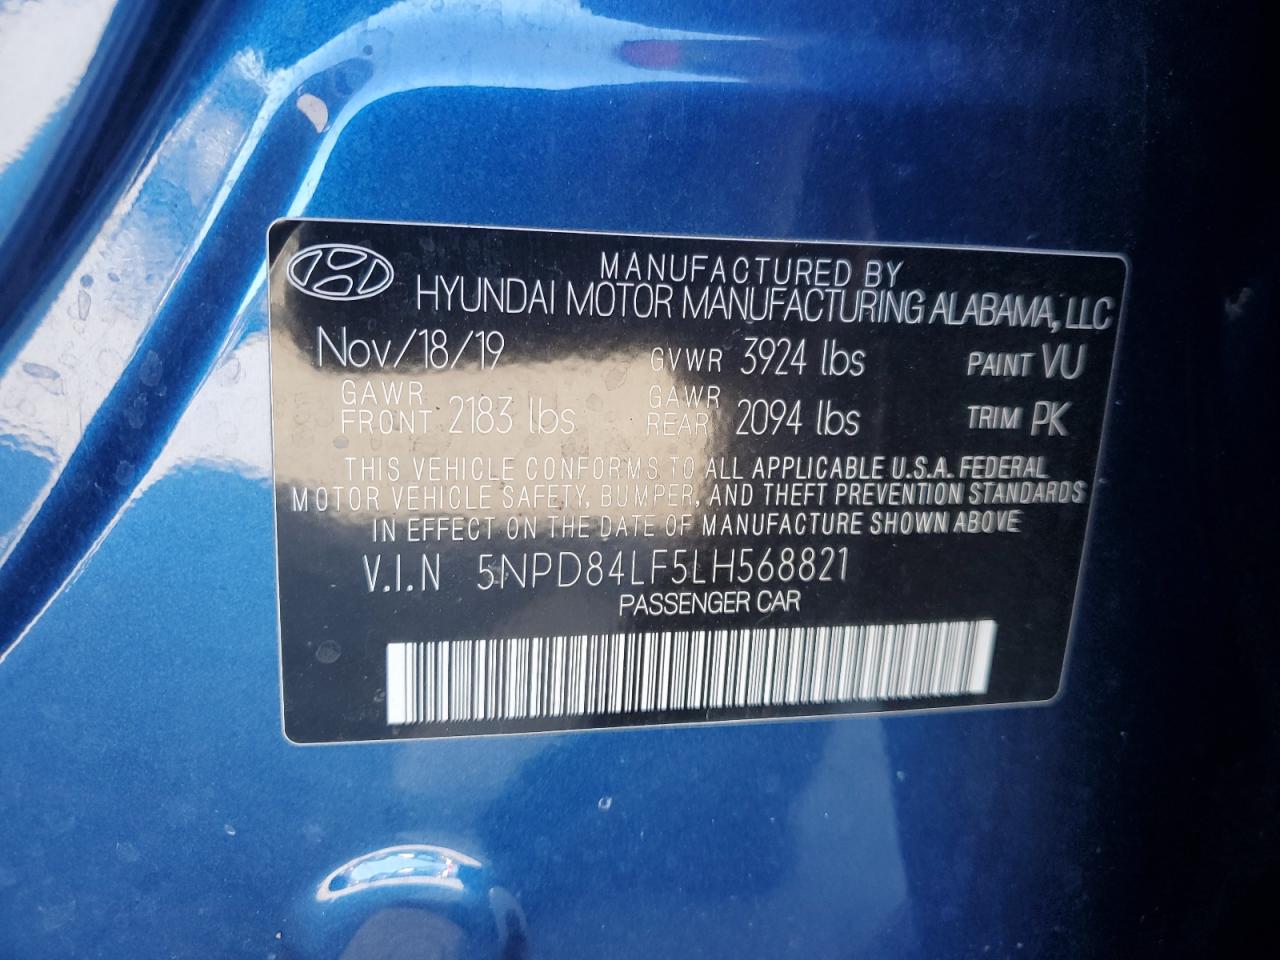 MANUFACTURED BY
HYUNDAI MOTOR MANUFACTURING ALABAMA, LLC
Nov/18/19 GVWR 3924 lbs PAINT VU
GAWR FRONT 2183 lbs GAWR REAR 2094 lbs TRIM PK
THIS VEHICLE CONFORMS TO ALL APPLICABLE U.S.A. FEDERAL
MOTOR VEHICLE SAFETY, BUMPER, AND THEFT PREVENTION STANDARDS
IN EFFECT ON THE DATE OF MANUFACTURE SHOWN ABOVE
V.I.N 5NPD84LF5LH568821
PASSENGER CAR